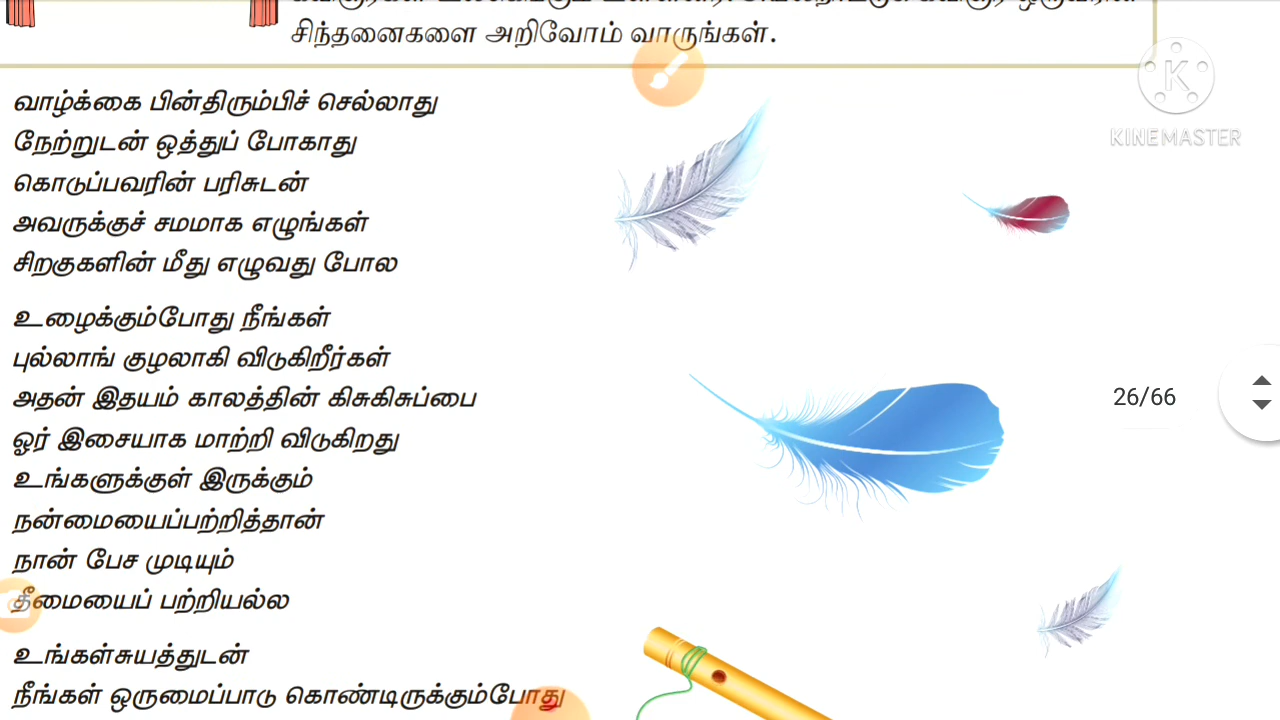 சிந்தனைகளை அறிவோம் வாருங்கள்.
வாழ்க்கை பின்திரும்பிச் செல்லாது
நேற்றுடன் ஒத்துப் போகாது
கொடுப்பவரின் பரிசுடன்
அவருக்குச் சமமாக எழுங்கள்
சிறகுகளின் மீது எழுவது போல
உழைக்கும்போது நீங்கள்
புல்லாங் குழலாகி விடுகிறீர்கள்
அதன் இதயம் காலத்தின் கிசுகிசுப்பை
ஓர் இசையாக மாற்றி விடுகிறது
உங்களுக்குள் இருக்கும்
நன்மையைப்பற்றித்தான்
நான் பேச முடியும்
தீமையைப் பற்றியல்ல
உங்கள்சுயத்துடன்
நீங்கள் ஒருமைப்பாடு கொண்டிருக்கும்போது
K
KINEMASTER
26/66